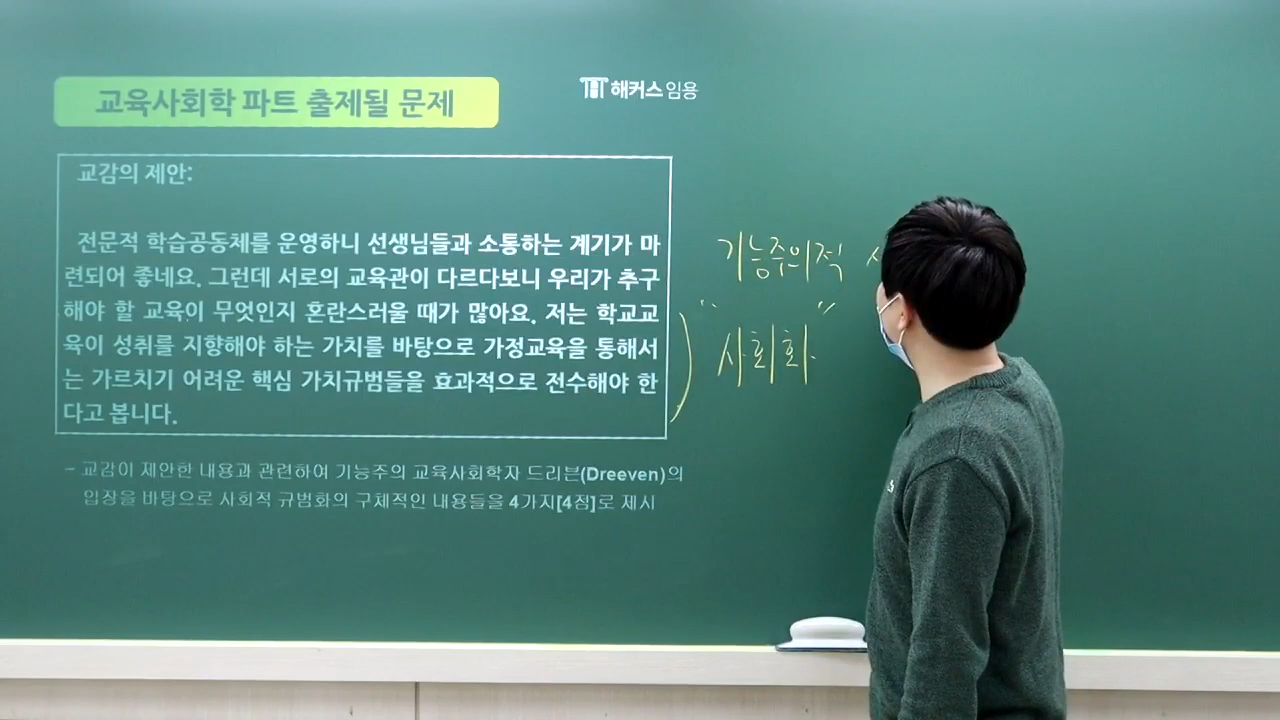 교육사회학 파트 출제될 문제
해커스 임용
교감의 제안:
전문적 학습공동체를 운영하니 선생님들과 소통하는 계기가 마
련되어 좋네요. 그런데 서로의 교육관이 다르다보니 우리가 추구
해야 할 교육이 무엇인지 혼란스러울 때가 많아요. 저는 학교교
육이 성취를 지향해야 하는 가치를 바탕으로 가정교육을 통해서
는 가르치기 어려운 핵심 가치규범들을 효과적으로 전수해야 한
다고 봅니다.
- 교감이 제안한 내용과 관련하여 기능주의 교육사회학자 드리븐(Dreeven)의
입장을 바탕으로 사회적 규범화의 구체적인 내용들을 4가지[4점]로 제시
기능주의적
" "
사회화